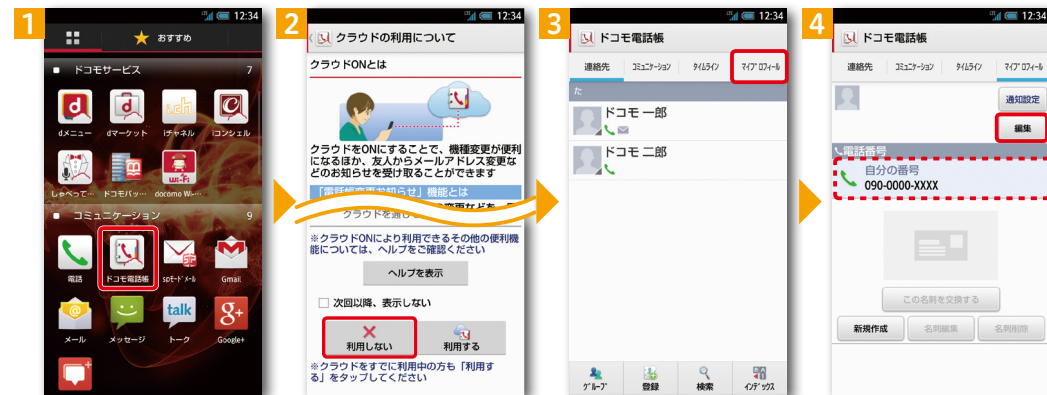 1
12:34
おすすめ
ドコモサービス 7
dメニュー dマーケット iチャネル iコンシェル
しゃべって… ドコモバッ… docomo Wi-…
コミュニケーション 9
電話 ドコモ電話帳 spモードメール Gmail
メール メッセージ トーク Google+
2
12:34
クラウドの利用について
クラウドONとは
クラウドをONにすることで、機種変更が便利
になるほか、友人からメールアドレス変更な
どのお知らせを受け取ることができます
「電話帳変更お知らせ」機能とは
クラウドを通し
※クラウドONにより利用できるその他の便利機
能については、ヘルプをご確認ください
ヘルプを表示
次回以降、表示しない
利用しない 利用する
※クラウドをすでに利用中の方も「利用す
る」をタップしてください
3
12:34
ドコモ電話帳
連絡先 コミュニケーション タイムライン マイプロフィール
た
ドコモ 一郎
ドコモ 二郎
グループ 登録 検索 インデックス
4
12:34
ドコモ電話帳
連絡先 コミュニケーション タイムライン マイプロフィール
通知設定
編集
電話番号
自分の番号
090-0000-XXXX
この名刺を交換する
新規作成 名刺編集 名刺削除